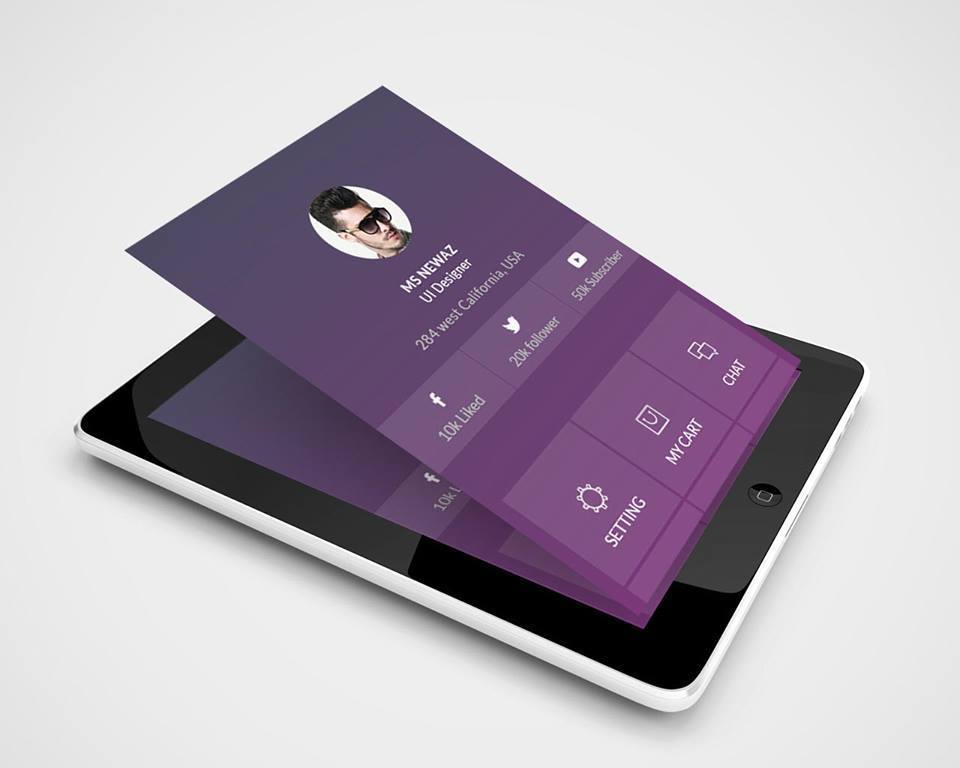 MS NEWAZ
UI Designer
284 west California, USA
10k Liked
20k follower
50k Subscriber
SETTING
MY CART
CHAT
10k L